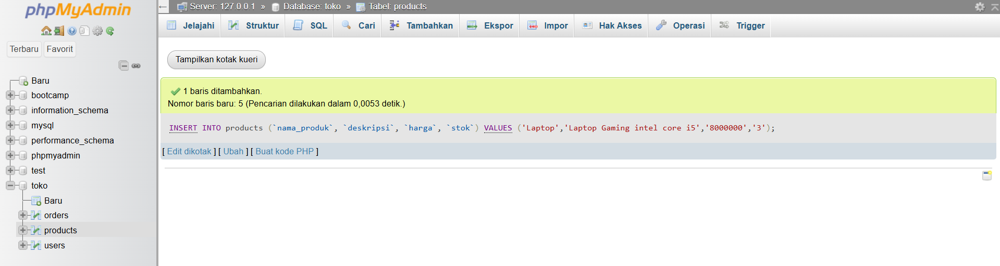 phpMyAdmin
Terbaru Favorit
Baru
bootcamp
information_schema
mysql
performance_schema
phpmyadmin
test
toko
Baru
orders
products
users
Server: 127.0.0.1 » Database: toko » Tabel: products
Jelajahi Struktur SQL Cari Tambahkan Ekspor Impor Hak Akses Operasi Trigger
Tampilkan kotak kueri
1 baris ditambahkan.
Nomor baris baru: 5 (Pencarian dilakukan dalam 0,0053 detik.)
INSERT INTO products (`nama_produk`, `deskripsi`, `harga`, `stok`) VALUES ('Laptop','Laptop Gaming intel core i5','8000000','3');
[ Edit dikotak ] [ Ubah ] [ Buat kode PHP ]